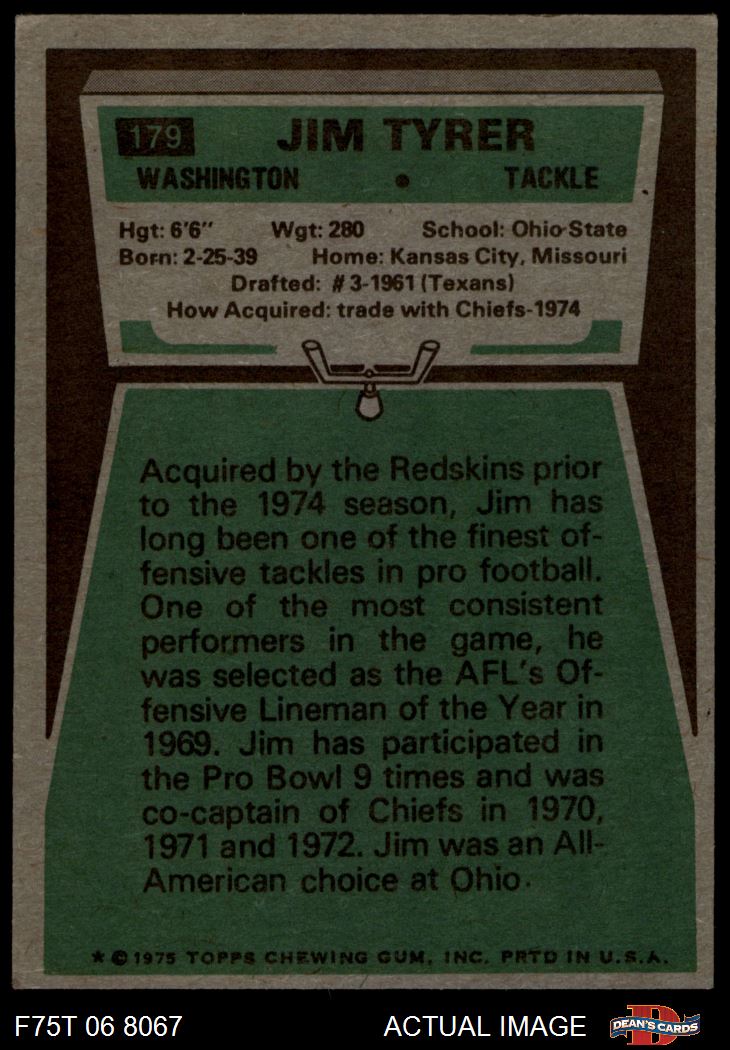 179 JIM TYRER
WASHINGTON • TACKLE
Hgt: 6'6" Wgt: 280 School: Ohio State
Born: 2-25-39 Home: Kansas City, Missouri
Drafted: #3-1961 (Texans)
How Acquired: trade with Chiefs-1974
Acquired by the Redskins prior
to the 1974 season, Jim has
long been one of the finest of-
fensive tackles in pro football.
One of the most consistent
performers in the game, he
was selected as the AFL's Of-
fensive Lineman of the Year in
1969. Jim has participated in
the Pro Bowl 9 times and was
co-captain of Chiefs in 1970,
1971 and 1972. Jim was an All-
American choice at Ohio.
* © 1975 TOPPS CHEWING GUM, INC. PRTD IN U.S.A.
F75T 06 8067 ACTUAL IMAGE DEAN'S CARDS